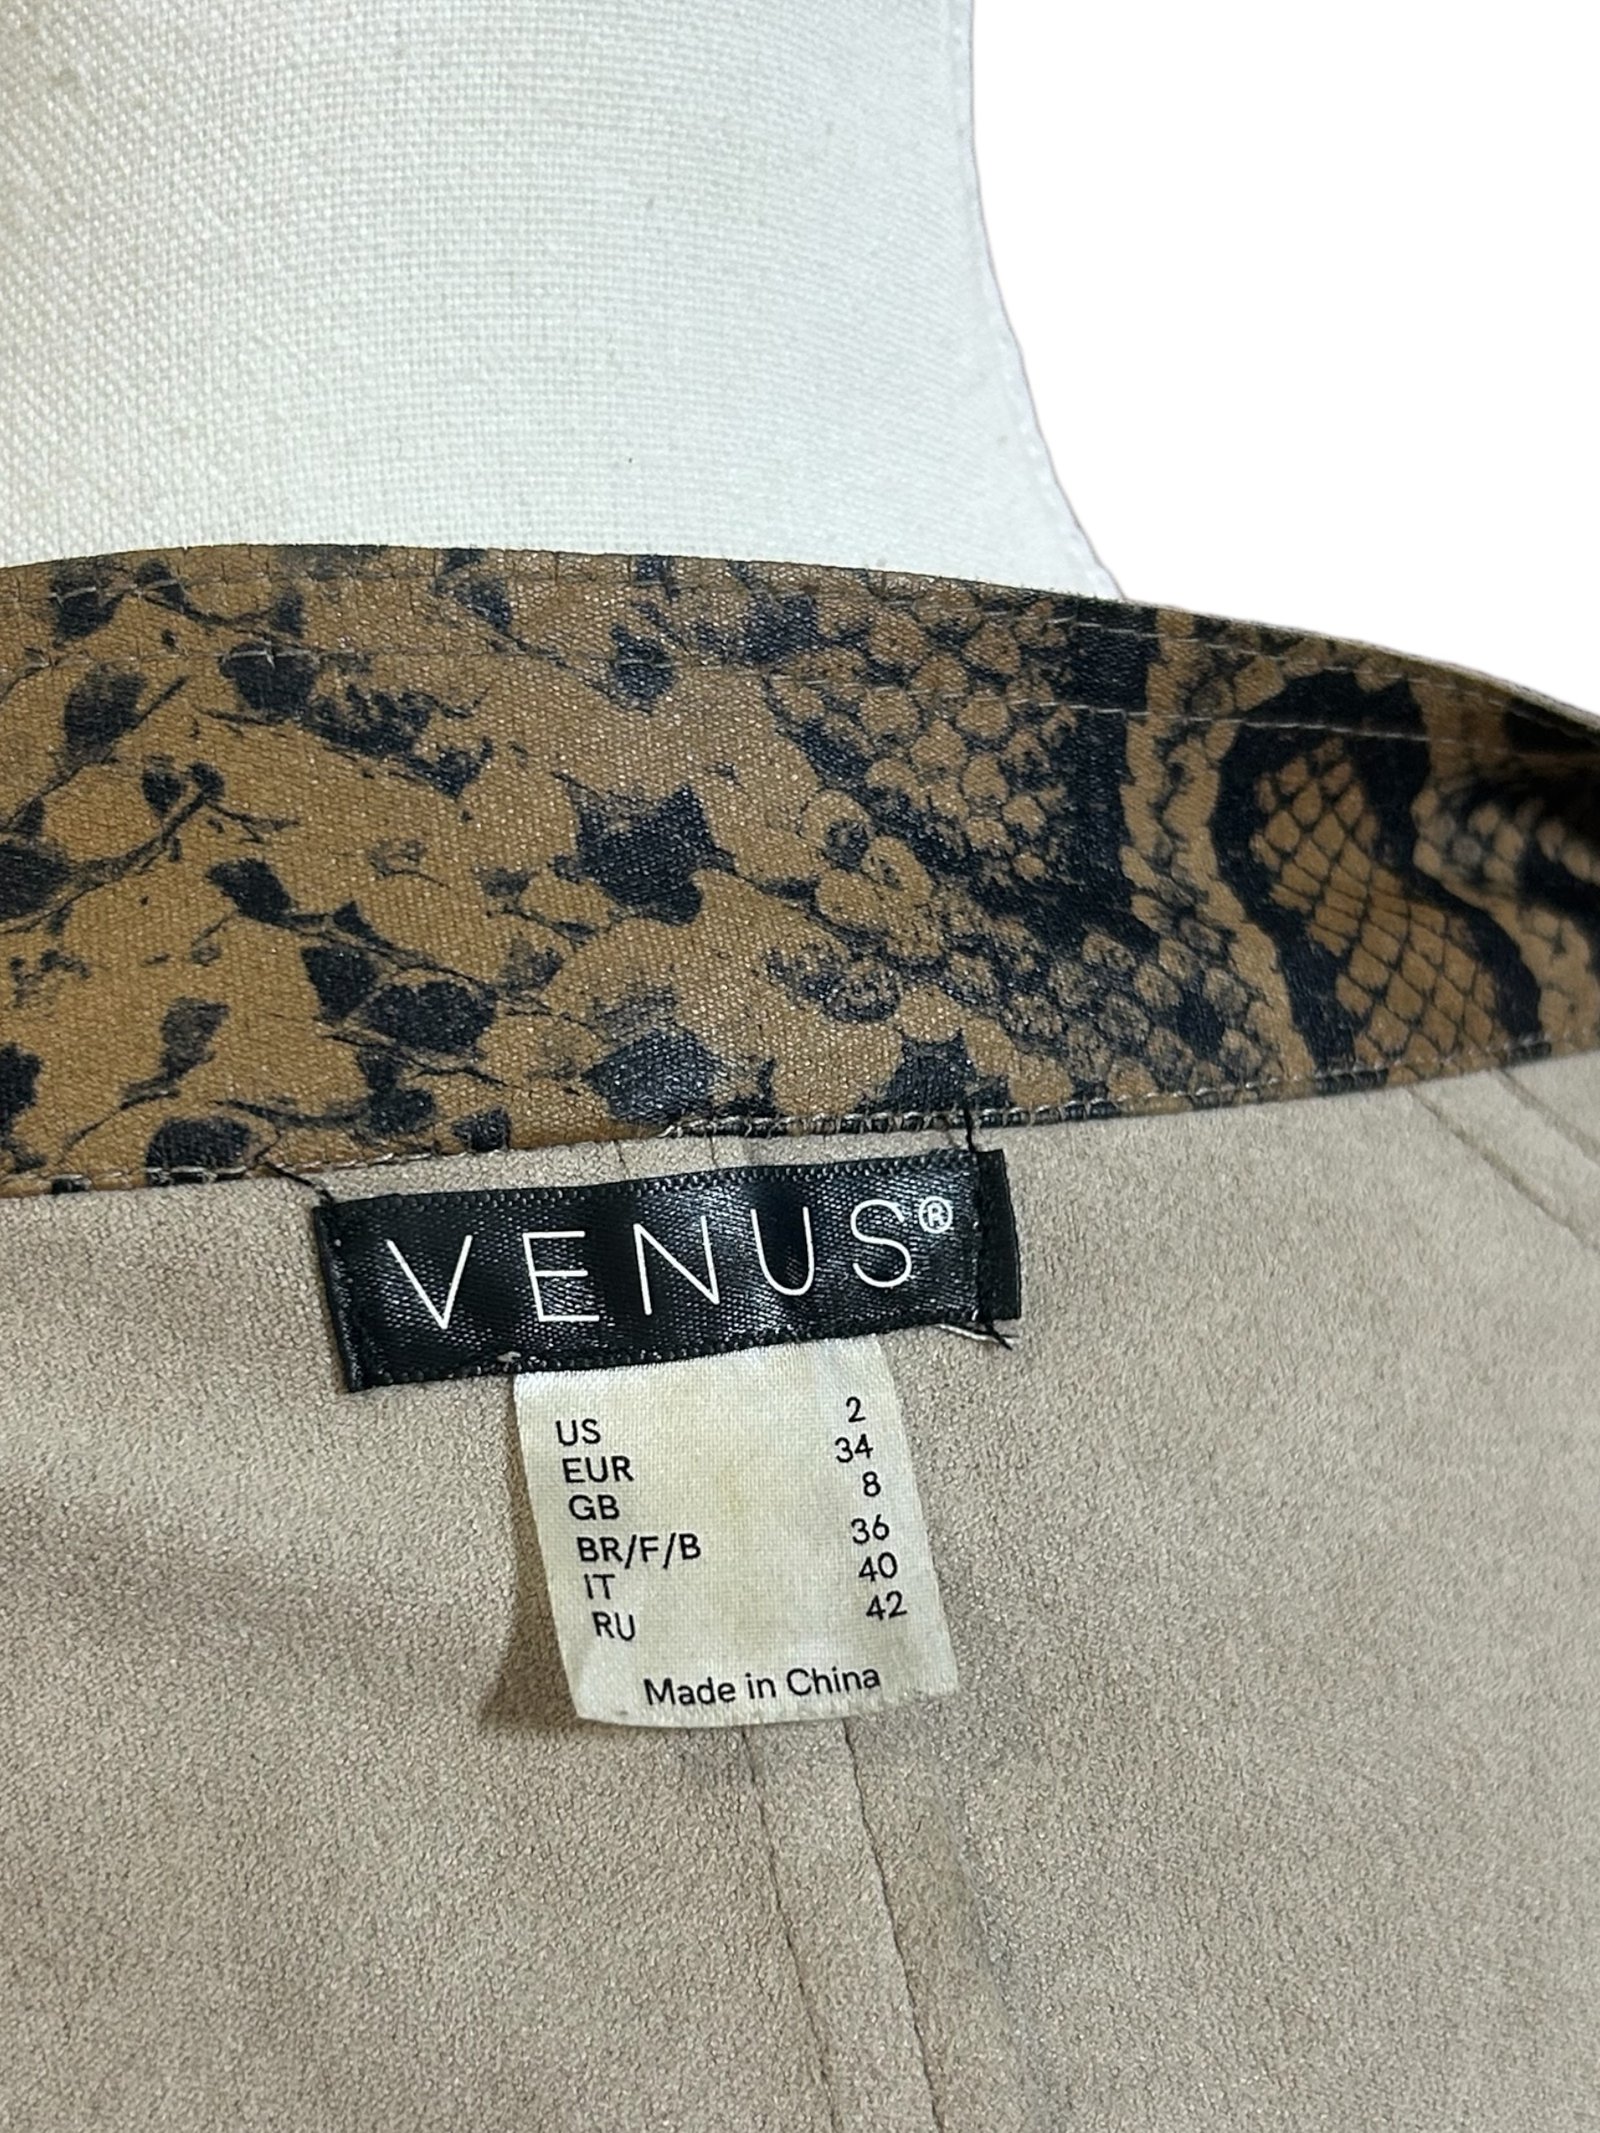 VENUS®
US 2
EUR 34
GB 8
BR/F/B 36
IT 40
RU 42
Made in China